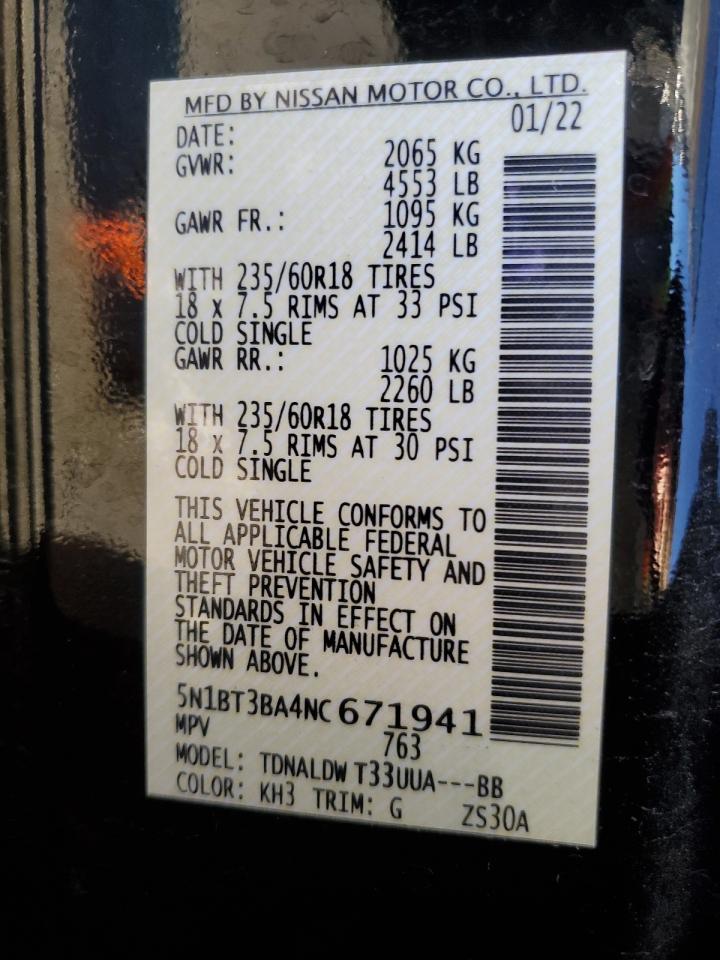 MFD BY NISSAN MOTOR CO., LTD.
DATE: 01/22
GVWR: 2065 KG
4553 LB
GAWR FR.: 1095 KG
2414 LB
WITH 235/60R18 TIRES
18 x 7.5 RIMS AT 33 PSI
COLD SINGLE
GAWR RR.: 1025 KG
2260 LB
WITH 235/60R18 TIRES
18 x 7.5 RIMS AT 30 PSI
COLD SINGLE
THIS VEHICLE CONFORMS TO
ALL APPLICABLE FEDERAL
MOTOR VEHICLE SAFETY AND
THEFT PREVENTION
STANDARDS IN EFFECT ON
THE DATE OF MANUFACTURE
SHOWN ABOVE.
5N1BT3BA4NC671941
MPV 763
MODEL: TDNALDW T33UUA---BB
COLOR: KH3 TRIM: G ZS30A